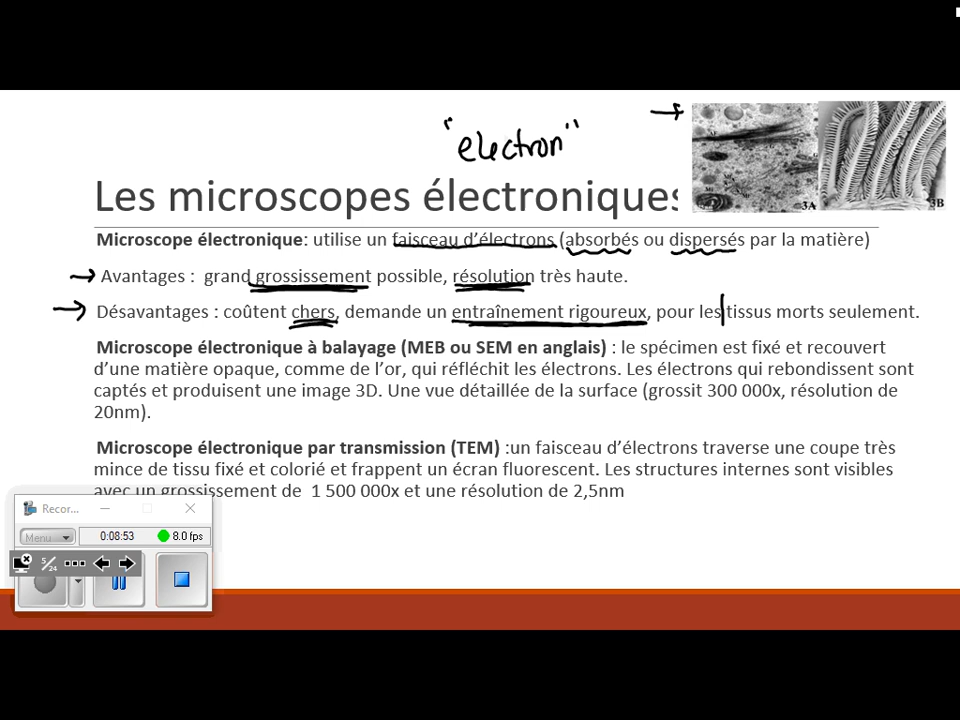 "electron"
3A
3B
Les microscopes électroniques
Microscope électronique: utilise un faisceau d'électrons (absorbés ou dispersés par la matière)
Avantages : grand grossissement possible, résolution très haute.
Désavantages : coûtent chers, demande un entraînement rigoureux, pour les tissus morts seulement.
Microscope électronique à balayage (MEB ou SEM en anglais) : le spécimen est fixé et recouvert
d'une matière opaque, comme de l'or, qui réfléchit les électrons. Les électrons qui rebondissent sont
captés et produisent une image 3D. Une vue détaillée de la surface (grossit 300 000x, résolution de
20nm).
Microscope électronique par transmission (TEM) :un faisceau d'électrons traverse une coupe très
mince de tissu fixé et colorié et frappent un écran fluorescent. Les structures internes sont visibles
avec un grossissement de 1 500 000x et une résolution de 2,5nm
Recor...
Menu
0:08:53
8.0 fps
5/24